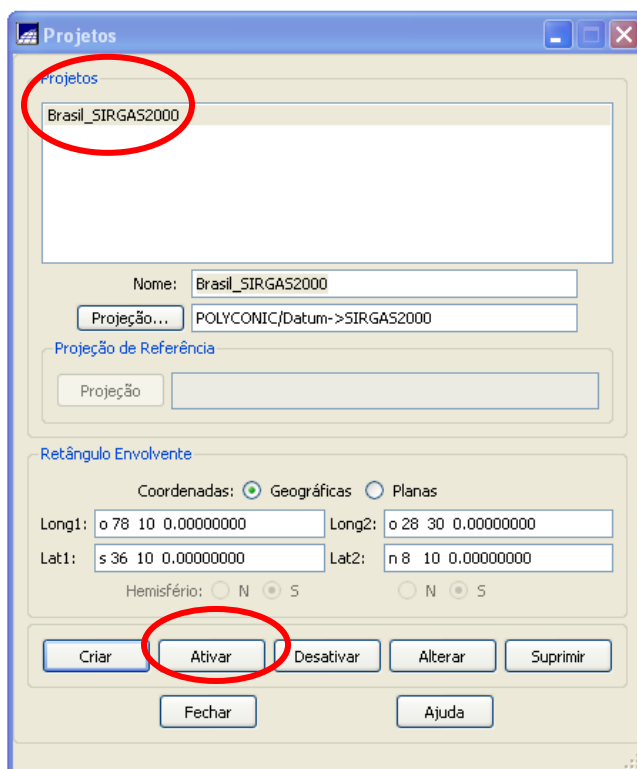 Projetos
Projetos
Brasil_SIRGAS2000
Nome: Brasil_SIRGAS2000
Projeção... POLYCONIC/Datum->SIRGAS2000
Projeção de Referência
Projeção
Retângulo Envolvente
Coordenadas: Geográficas Planas
Long1: o 78 10 0.00000000 Long2: o 28 30 0.00000000
Lat1: s 36 10 0.00000000 Lat2: n 8 10 0.00000000
Hemisfério: N S N S
Criar Ativar Desativar Alterar Suprimir
Fechar Ajuda